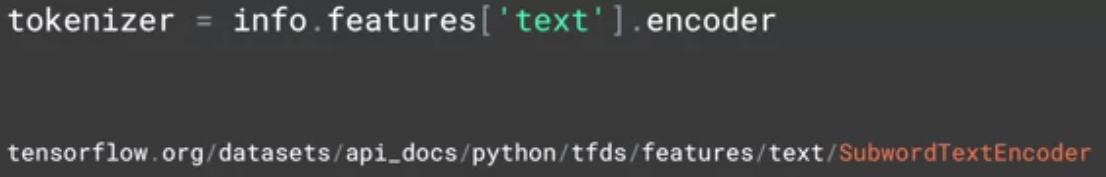 tokenizer = info.features['text'].encoder
tensorflow.org/datasets/api_docs/python/tfds/features/text/SubwordTextEncoder